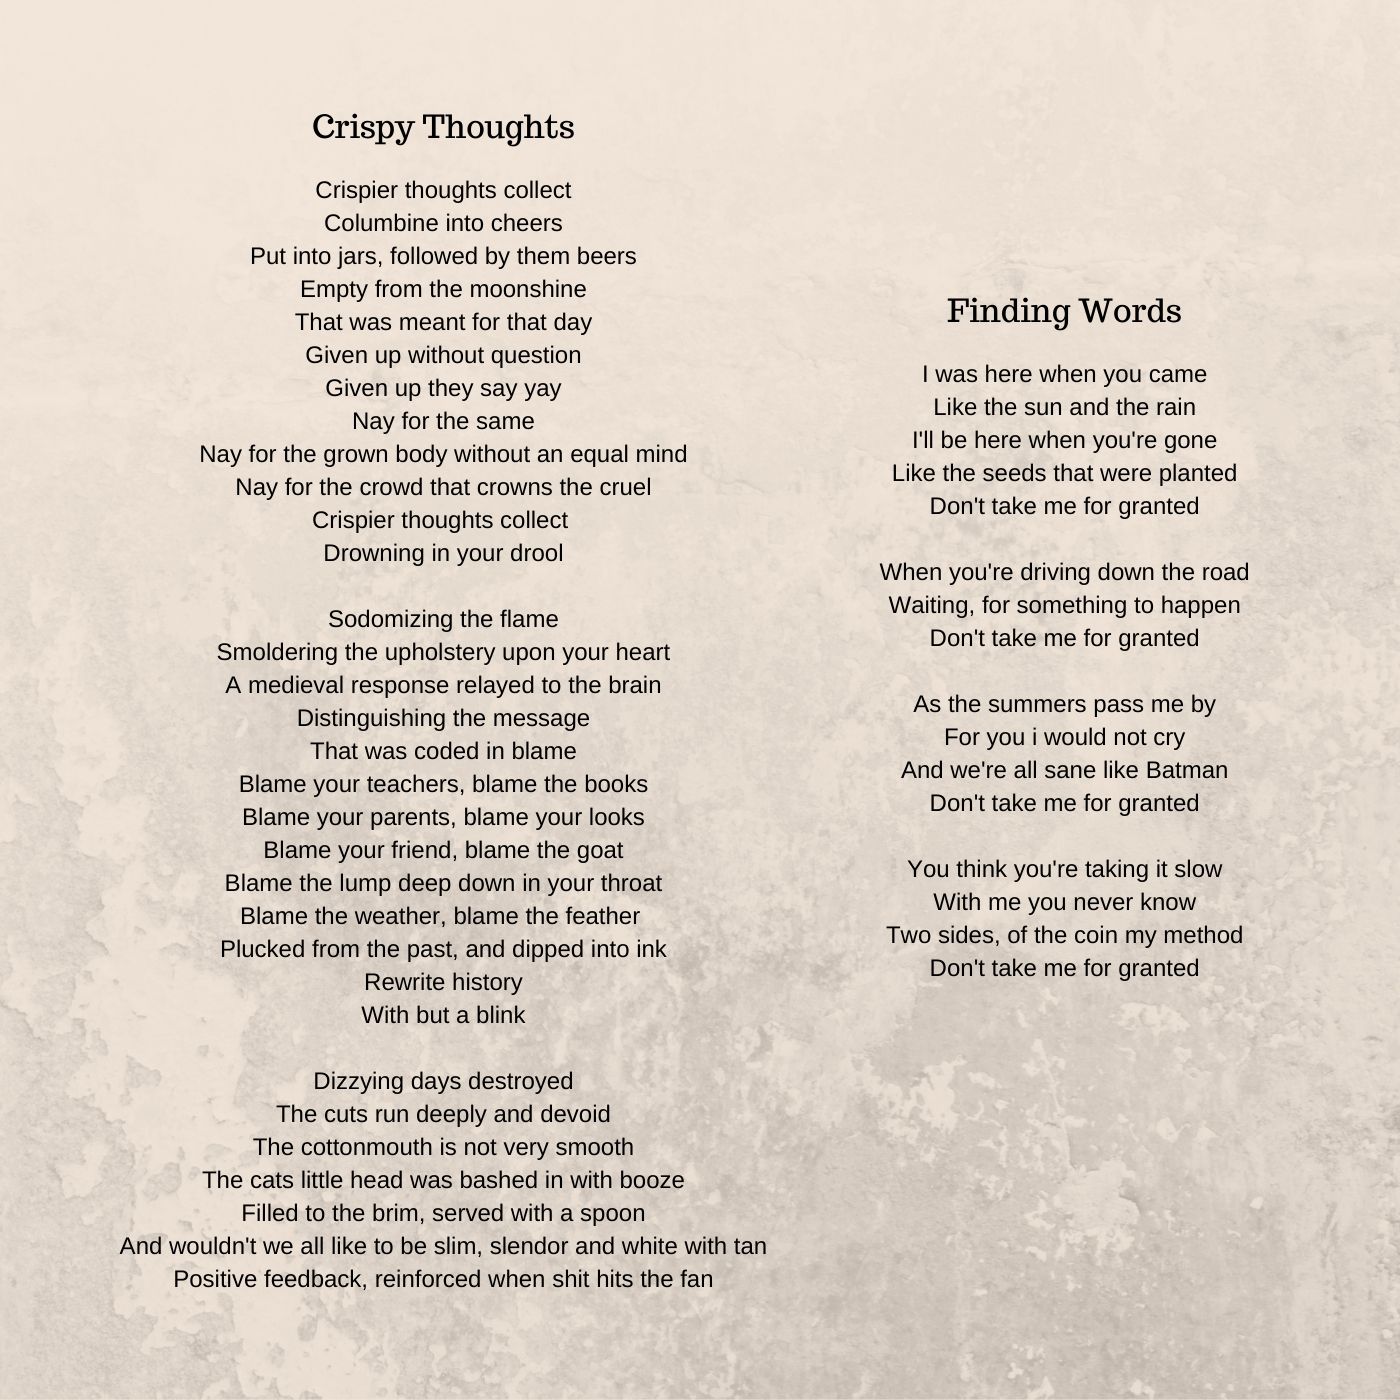 Crispy Thoughts
Crispier thoughts collect
Columbine into cheers
Put into jars, followed by them beers
Empty from the moonshine
That was meant for that day
Given up without question
Given up they say yay
Nay for the same
Nay for the grown body without an equal mind
Nay for the crowd that crowns the cruel
Crispier thoughts collect
Drowning in your drool
Sodomizing the flame
Smoldering the upholstery upon your heart
A medieval response relayed to the brain
Distinguishing the message
That was coded in blame
Blame your teachers, blame the books
Blame your parents, blame your looks
Blame your friend, blame the goat
Blame the lump deep down in your throat
Blame the weather, blame the feather
Plucked from the past, and dipped into ink
Rewrite history
With but a blink
Dizzying days destroyed
The cuts run deeply and devoid
The cottonmouth is not very smooth
The cats little head was bashed in with booze
Filled to the brim, served with a spoon
And wouldn't we all like to be slim, slendor and white with tan
Positive feedback, reinforced when shit hits the fan
Finding Words
I was here when you came
Like the sun and the rain
I'll be here when you're gone
Like the seeds that were planted
Don't take me for granted
When you're driving down the road
Waiting, for something to happen
Don't take me for granted
As the summers pass me by
For you i would not cry
And we're all sane like Batman
Don't take me for granted
You think you're taking it slow
With me you never know
Two sides, of the coin my method
Don't take me for granted